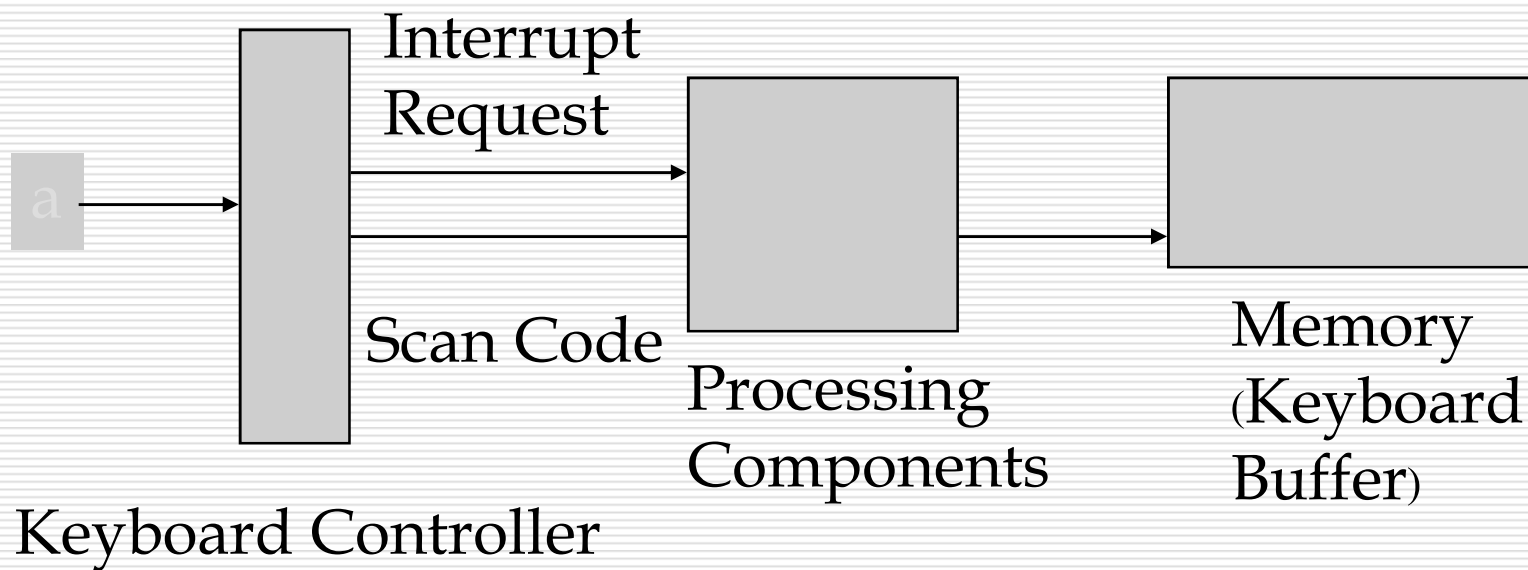 Interrupt
Request
a
Scan Code
Processing
Components
Memory
(Keyboard
Buffer)
Keyboard Controller